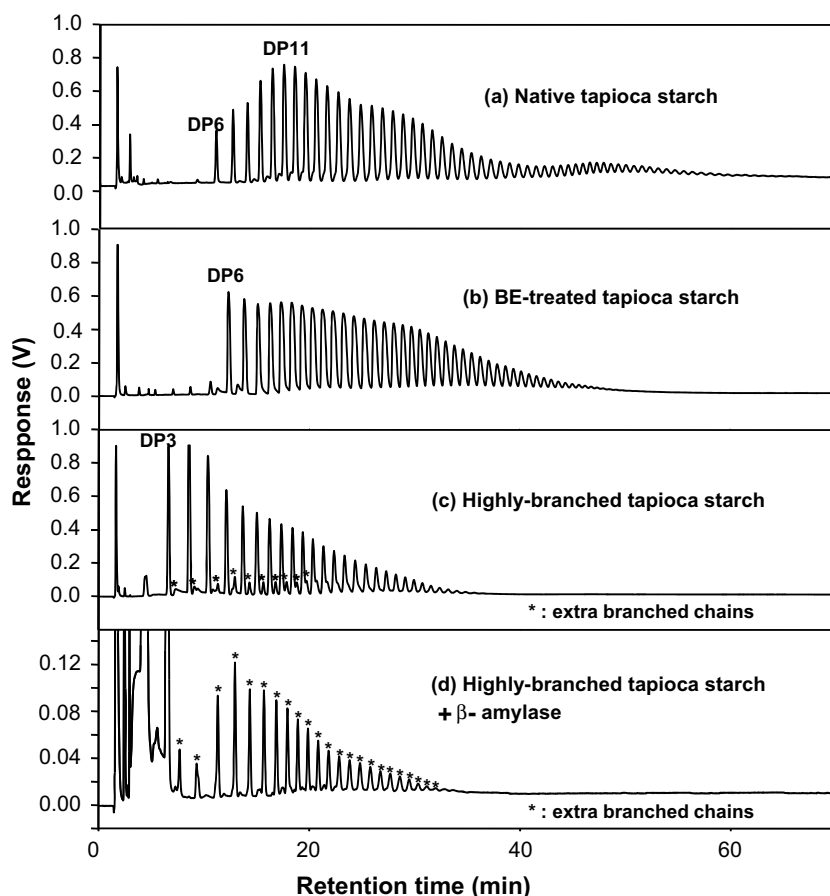 1.0
DP11
0.8
(a) Native tapioca starch
0.6
DP6
0.4
0.2
0.0
1.0
DP6
0.8
(b) BE-treated tapioca starch
0.6
0.4
0.2
0.0
Respponse (V)
1.0
DP3
0.8
(c) Highly-branched tapioca starch
0.6
0.4
0.2
* * * * * * * * * *
0.0
* : extra branched chains
0.12
(d) Highly-branched tapioca starch
+ β- amylase
0.08
0.04
* * * * * * * * * * * * * * * * * * * * * * * *
0.00
* : extra branched chains
0 20 40 60
Retention time (min)